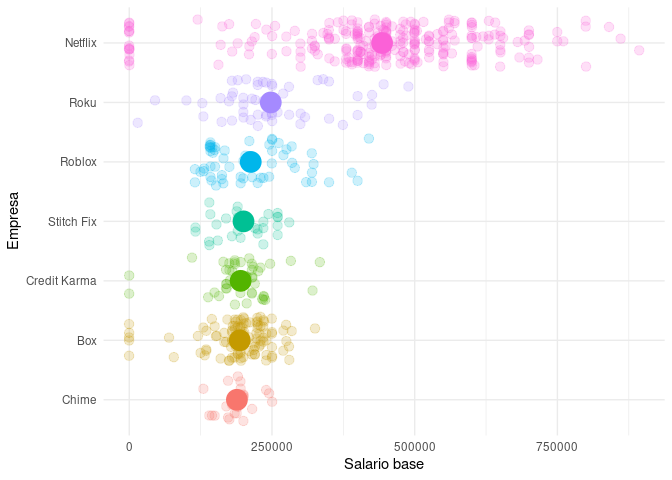 Netflix
Roku
Roblox
Stitch Fix
Credit Karma
Box
Chime
Empresa
0
250000
500000
750000
Salario base